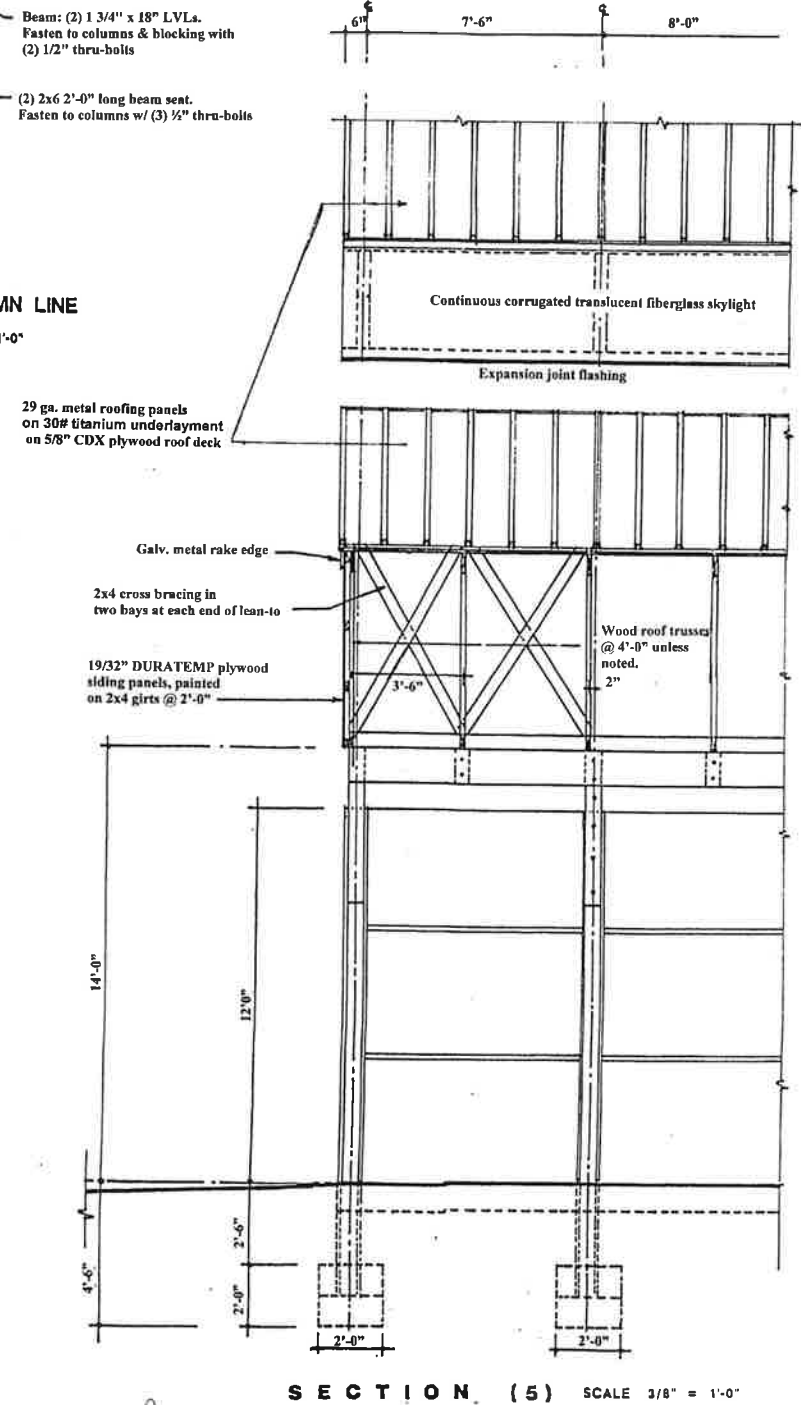 Beam: (2) 1 3/4" x 18" LVLs.
Fasten to columns & blocking with
(2) 1/2" thru-bolts
6"
7'-6"
8'-0"
(2) 2x6 2'-0" long beam seat.
Fasten to columns w/ (3) ½" thru-bolts
MN LINE
1'-0"
Continuous corrugated translucent fiberglass skylight
Expansion joint flashing
29 ga. metal roofing panels
on 30# titanium underlayment
on 5/8" CDX plywood roof deck
Galv. metal rake edge
2x4 cross bracing in
two bays at each end of lean-to
Wood roof trusses
@ 4'-0" unless
noted.
2"
3'-6"
19/32" DURATEMP plywood
siding panels, painted
on 2x4 girts @ 2'-0"
14'-0"
12'0"
4'-6"
2'-6"
2'-0"
2'-0"
2'-0"
SECTION (5) SCALE 3/8" = 1'-0"